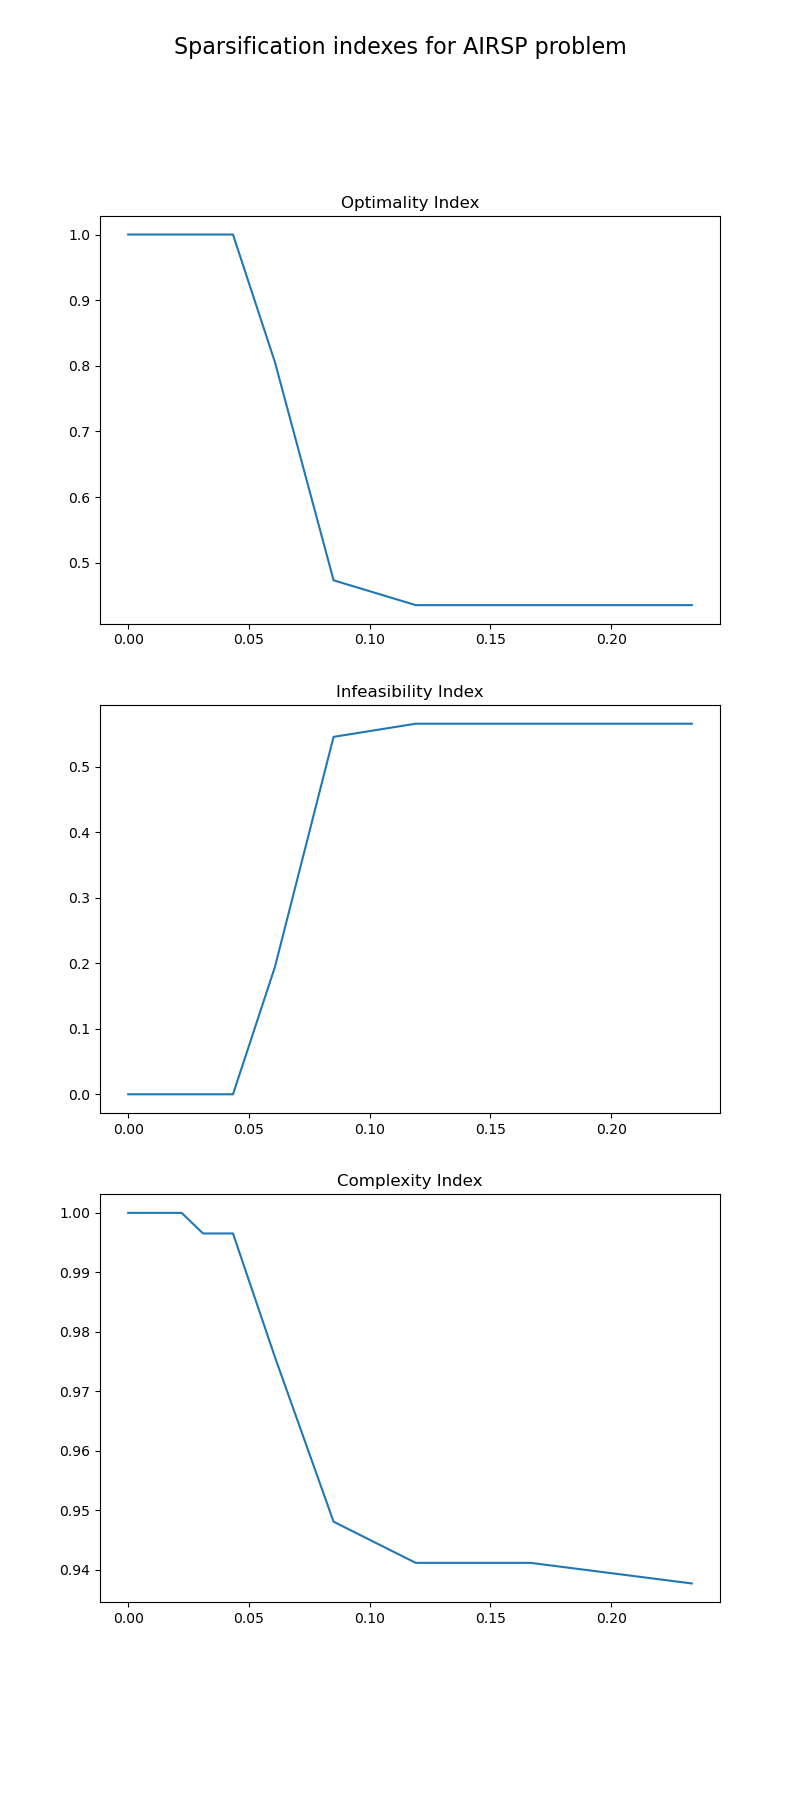 Sparsification indexes for AIRSP problem
Optimality Index
1.0
0.9
0.8
0.7
0.6
0.5
0.00 0.05 0.10 0.15 0.20
Infeasibility Index
0.5
0.4
0.3
0.2
0.1
0.0
0.00 0.05 0.10 0.15 0.20
Complexity Index
1.00
0.99
0.98
0.97
0.96
0.95
0.94
0.00 0.05 0.10 0.15 0.20